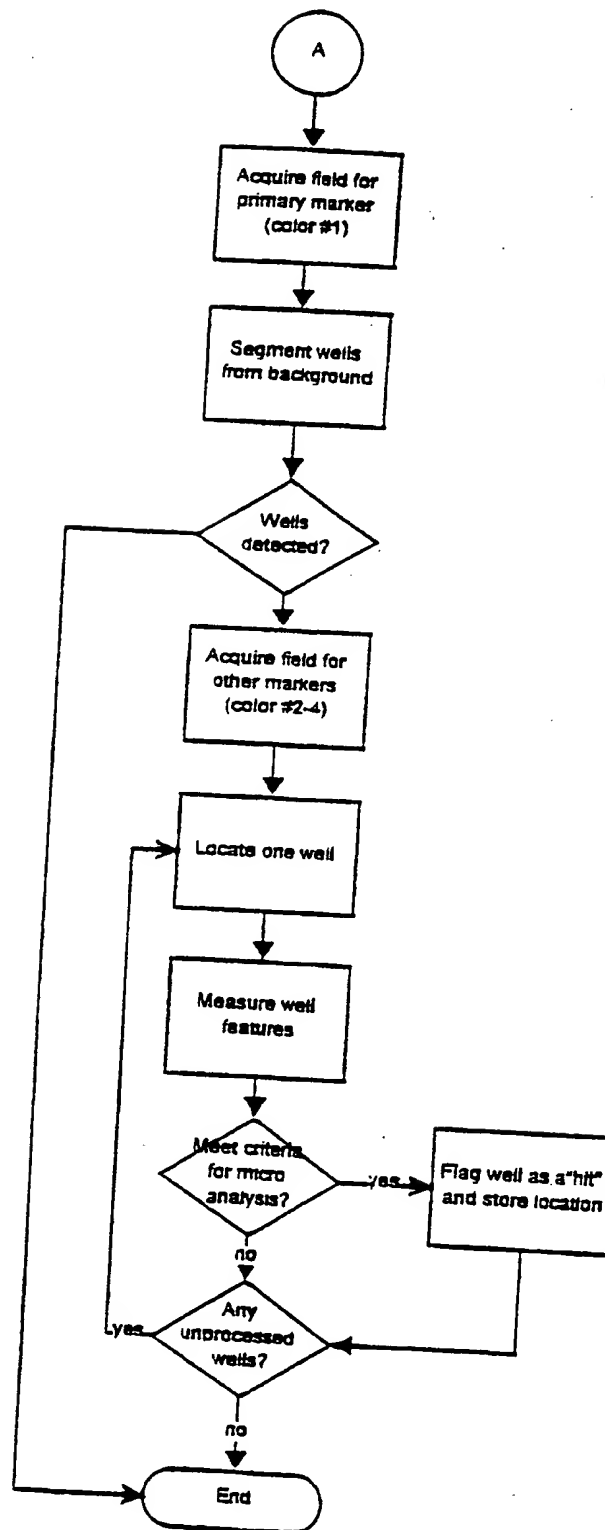 A
Acquire field for
primary marker
(color #1)
Segment wells
from background
Wells
detected?
Acquire field for
other markers
(color #2-4)
Locate one well
Measure well
features
Meet criteria
for micro
analysis?
yes
Flag well as a "hit"
and store location
no
Any
unprocessed
wells?
yes
no
End